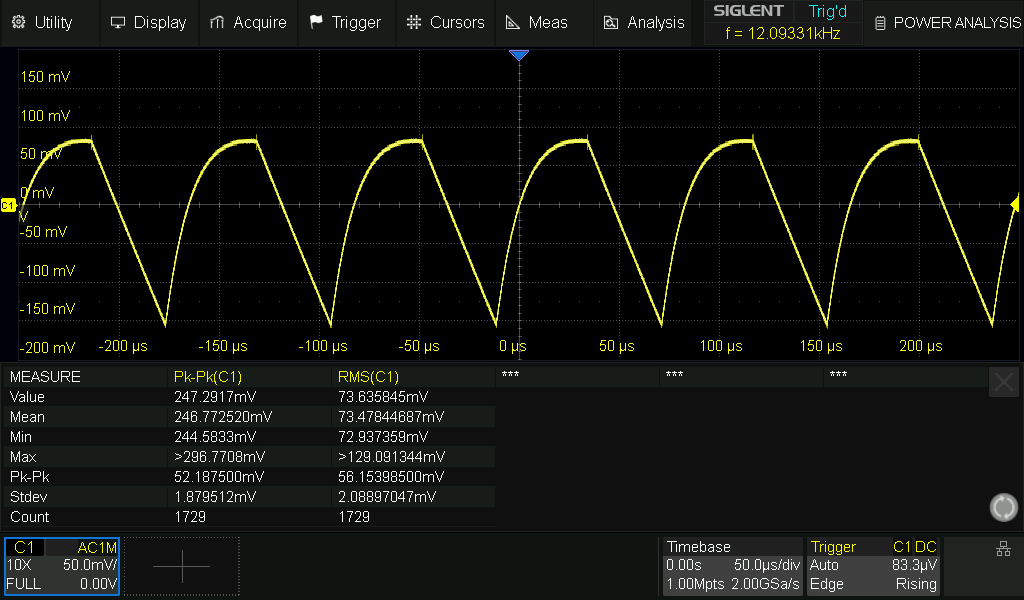 Utility Display Acquire Trigger Cursors Meas Analysis SIGLENT Trig'd POWER ANALYSIS
f = 12.09331kHz
150 mV
100 mV
50 mV
0 mV
C1
V
-50 mV
-100 mV
-150 mV
-200 mV -200 µs -150 µs -100 µs -50 µs 0 µs 50 µs 100 µs 150 µs 200 µs
MEASURE Pk-Pk(C1) RMS(C1) *** *** ***
Value 247.2917mV 73.635845mV
Mean 246.772520mV 73.47844687mV
Min 244.5833mV 72.937359mV
Max >296.7708mV >129.091344mV
Pk-Pk 52.187500mV 56.15398500mV
Stdev 1.879512mV 2.08897047mV
Count 1729 1729
C1 AC1M Timebase Trigger C1 DC
10X 50.0mV/ 0.00s 50.0µs/div Auto 83.3µV
FULL 0.00V 1.00Mpts 2.00GSa/s Edge Rising